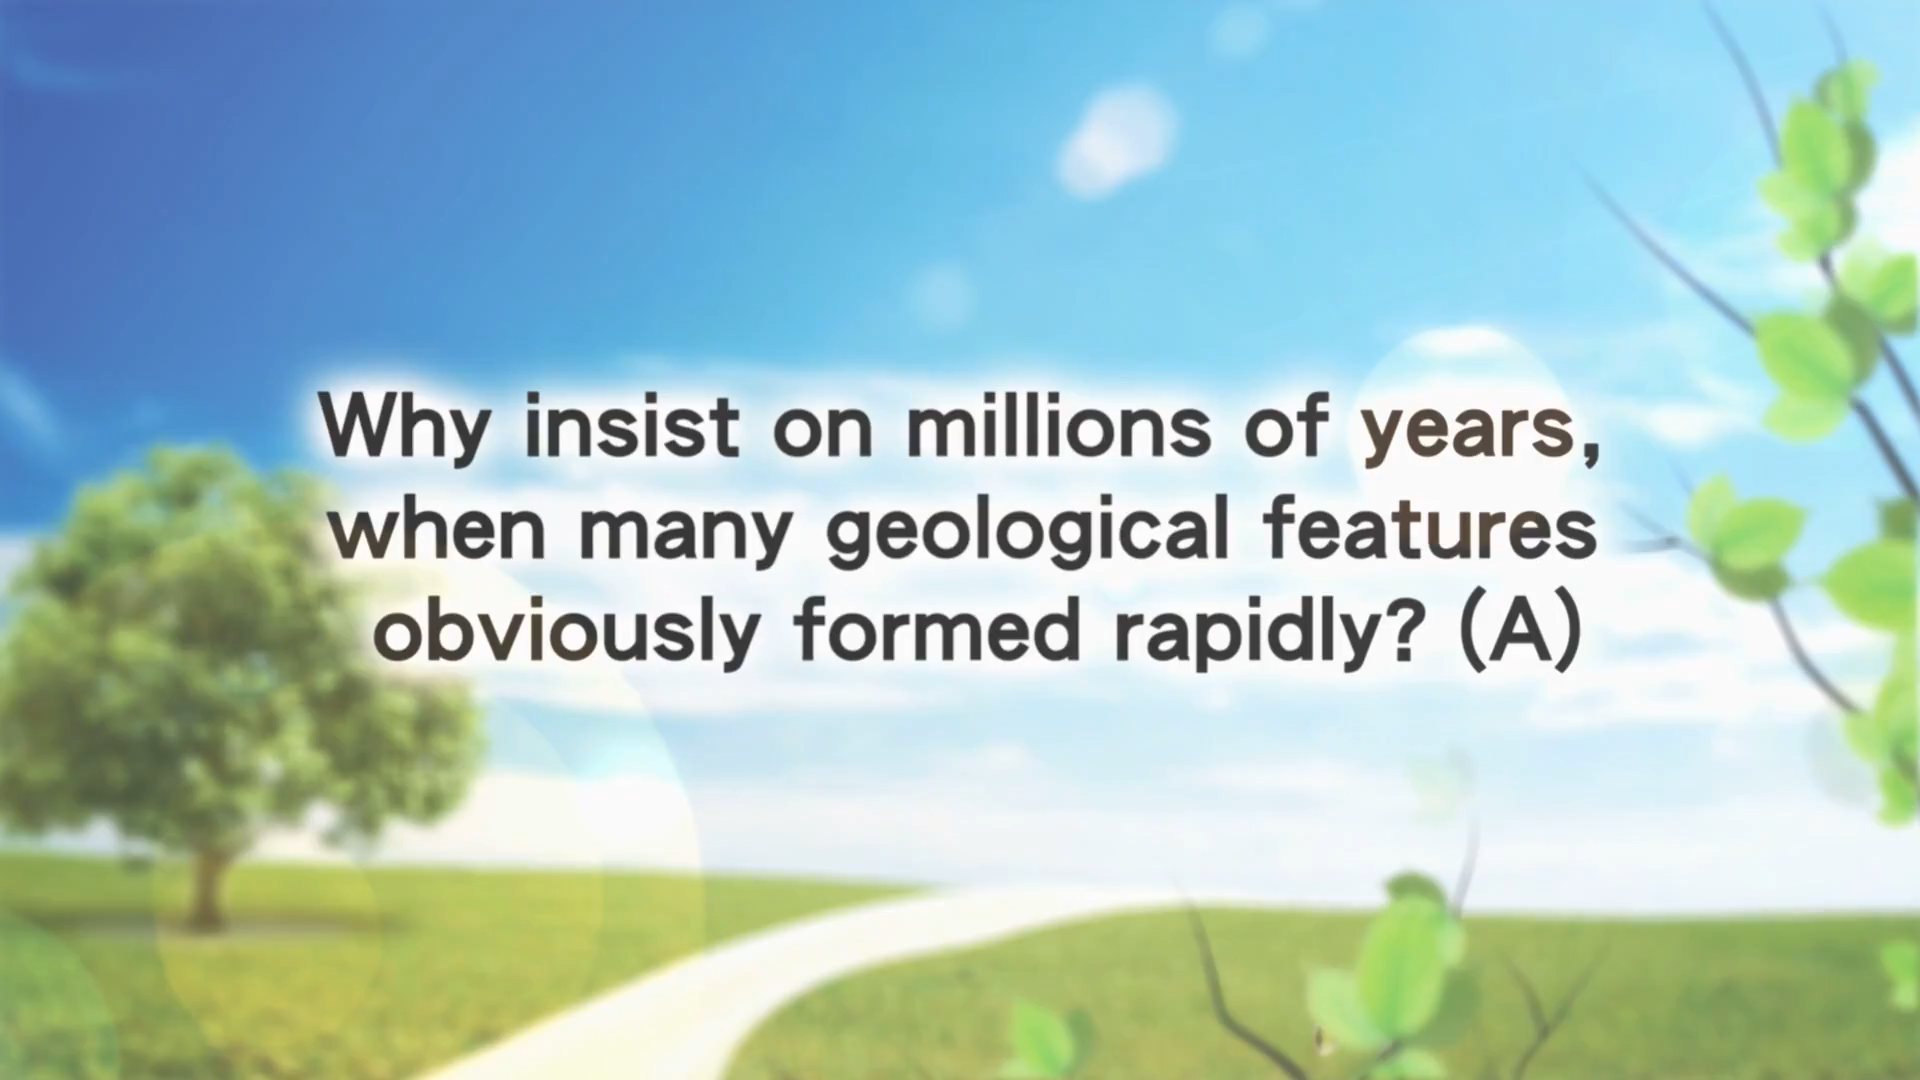 Why insist on millions of years,
when many geological features
obviously formed rapidly? (A)